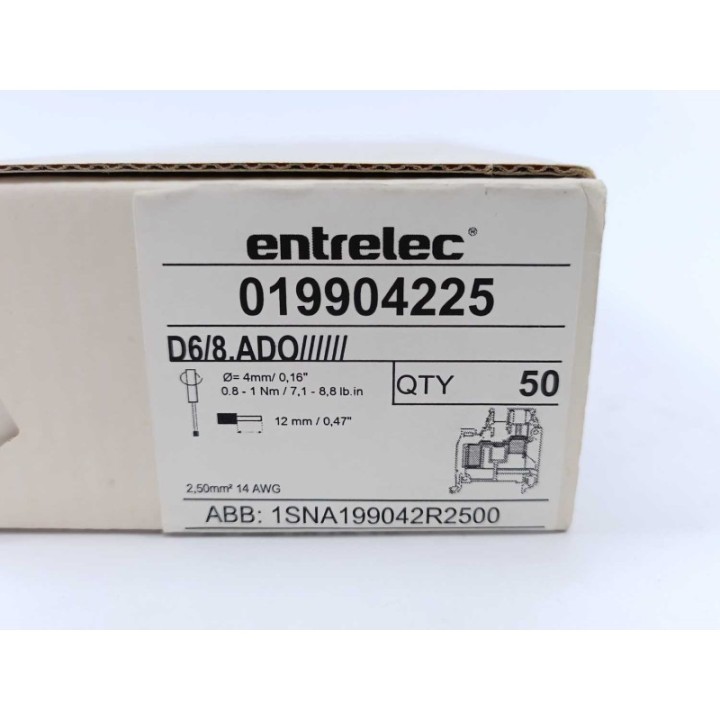 entrelec®
019904225
D6/8.ADO//////
Ø= 4mm/ 0,16"
0.8 - 1 Nm / 7,1 - 8,8 lb.in
QTY 50
12 mm / 0,47"
2,50mm² 14 AWG
ABB: 1SNA199042R2500